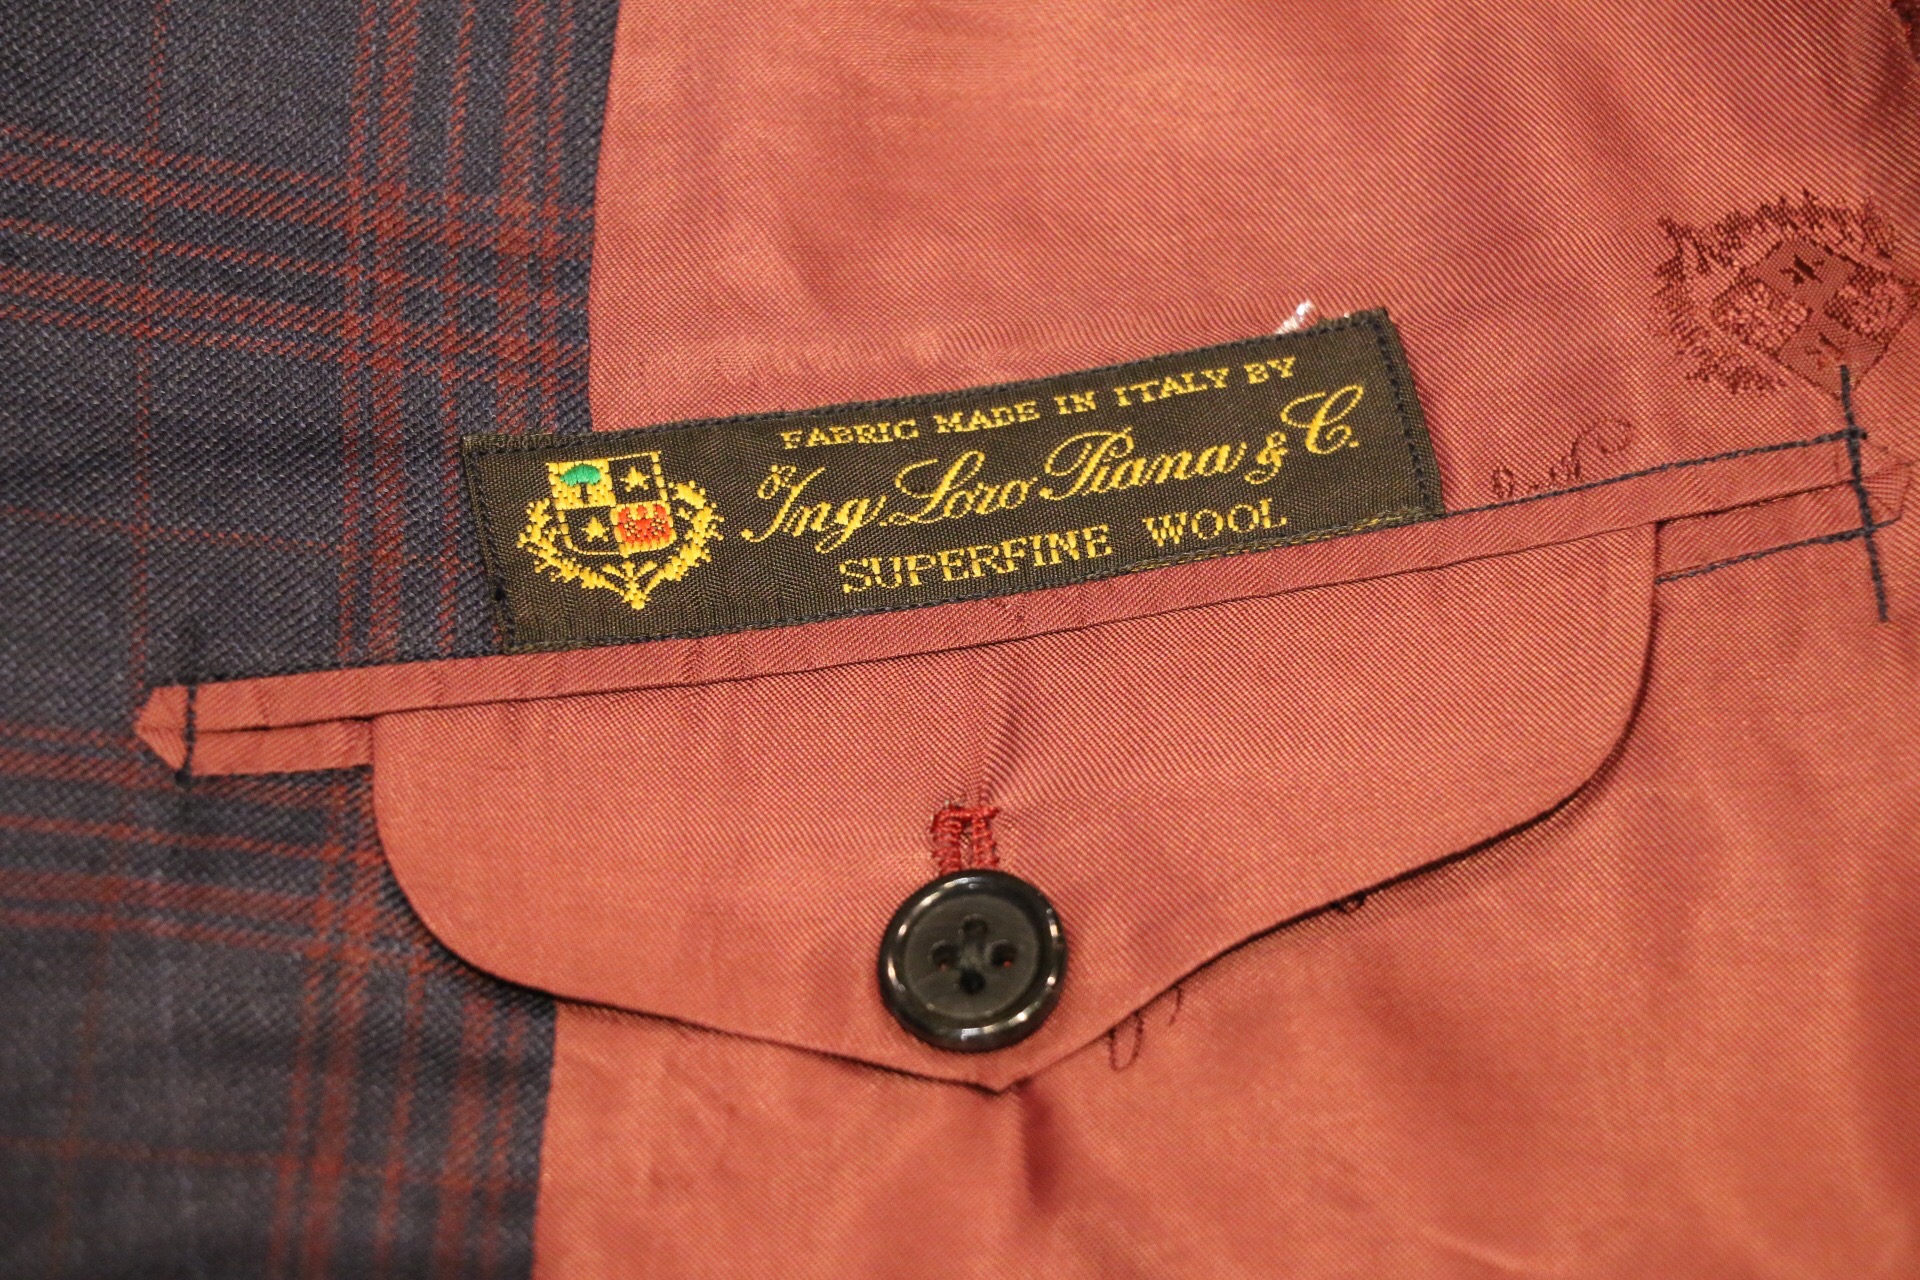 FABRIC MADE IN ITALY BY
Ing Loro Piana & C.
SUPERFINE WOOL